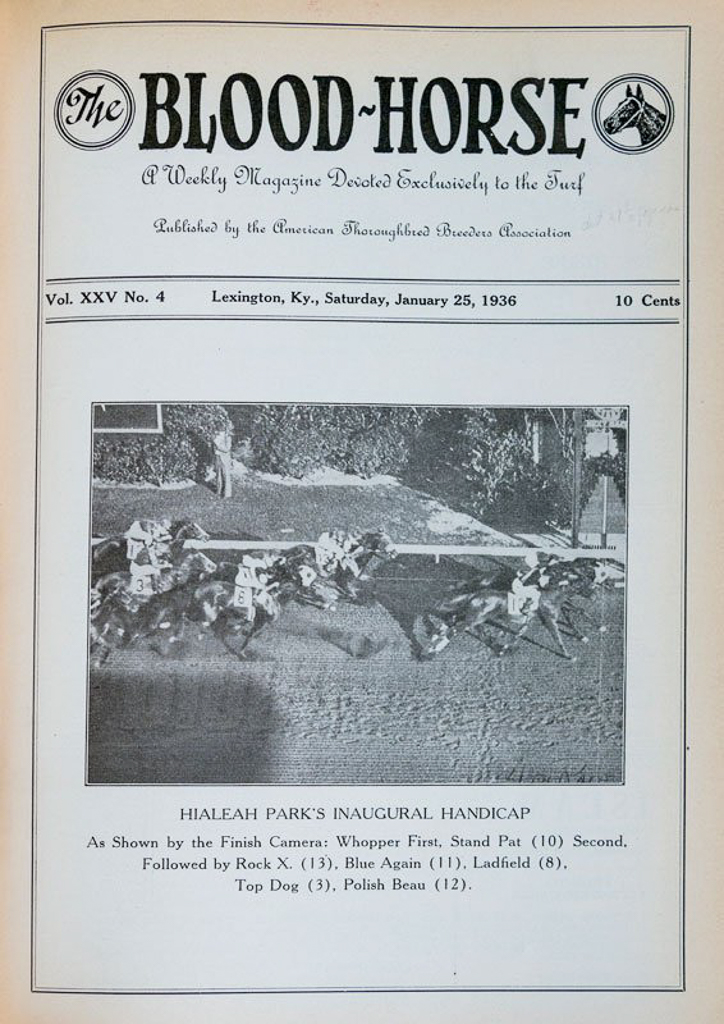 The BLOOD-HORSE
A Weekly Magazine Devoted Exclusively to the Turf
Published by the American Thoroughbred Breeders Association
Vol. XXV No. 4 Lexington, Ky., Saturday, January 25, 1936 10 Cents
3
8
HIALEAH PARK'S INAUGURAL HANDICAP
As Shown by the Finish Camera: Whopper First, Stand Pat (10) Second,
Followed by Rock X. (13), Blue Again (11), Ladfield (8),
Top Dog (3), Polish Beau (12).